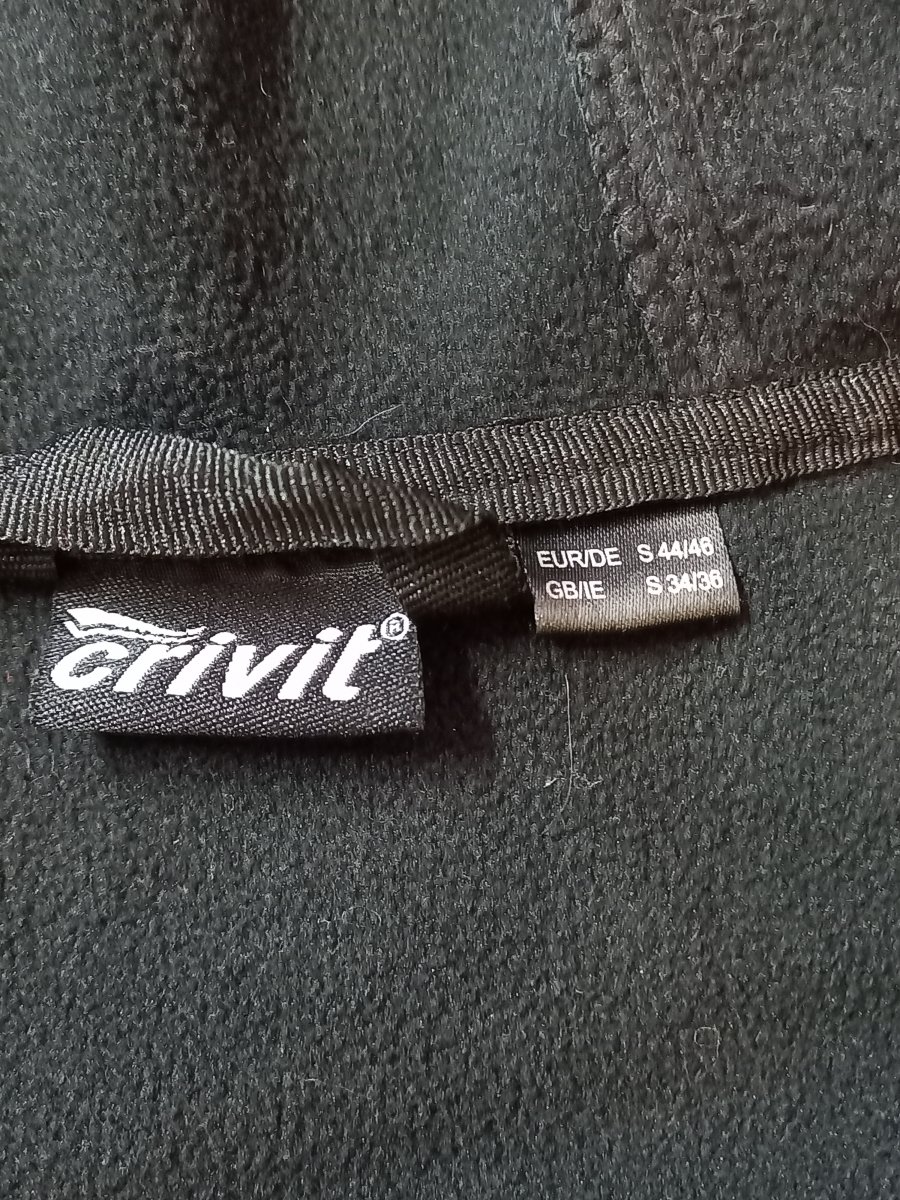 crivit®
EUR/DE S 44/46
GB/IE S 34/36